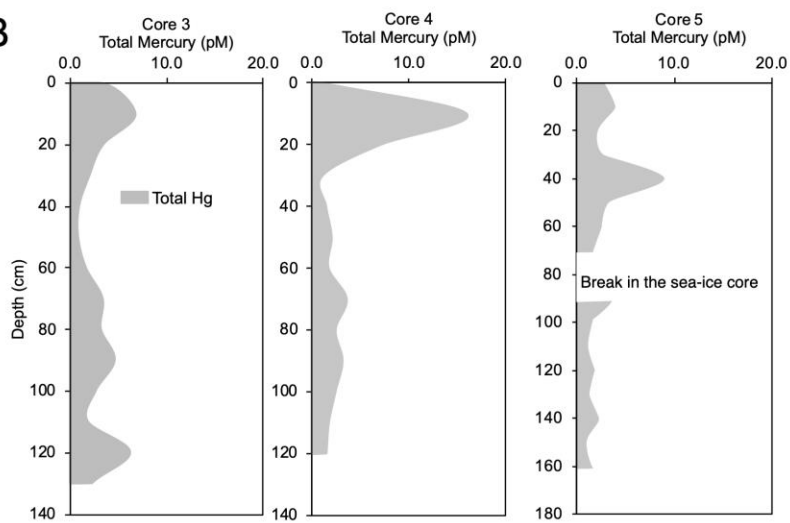 B
Core 3
Total Mercury (pM)
0.0 10.0 20.0
0
20
40
60
80
100
120
140
Depth (cm)
Total Hg
Core 4
Total Mercury (pM)
0.0 10.0 20.0
0
20
40
60
80
100
120
140
Core 5
Total Mercury (pM)
0.0 10.0 20.0
0
20
40
60
80
100
120
140
160
180
Break in the sea-ice core